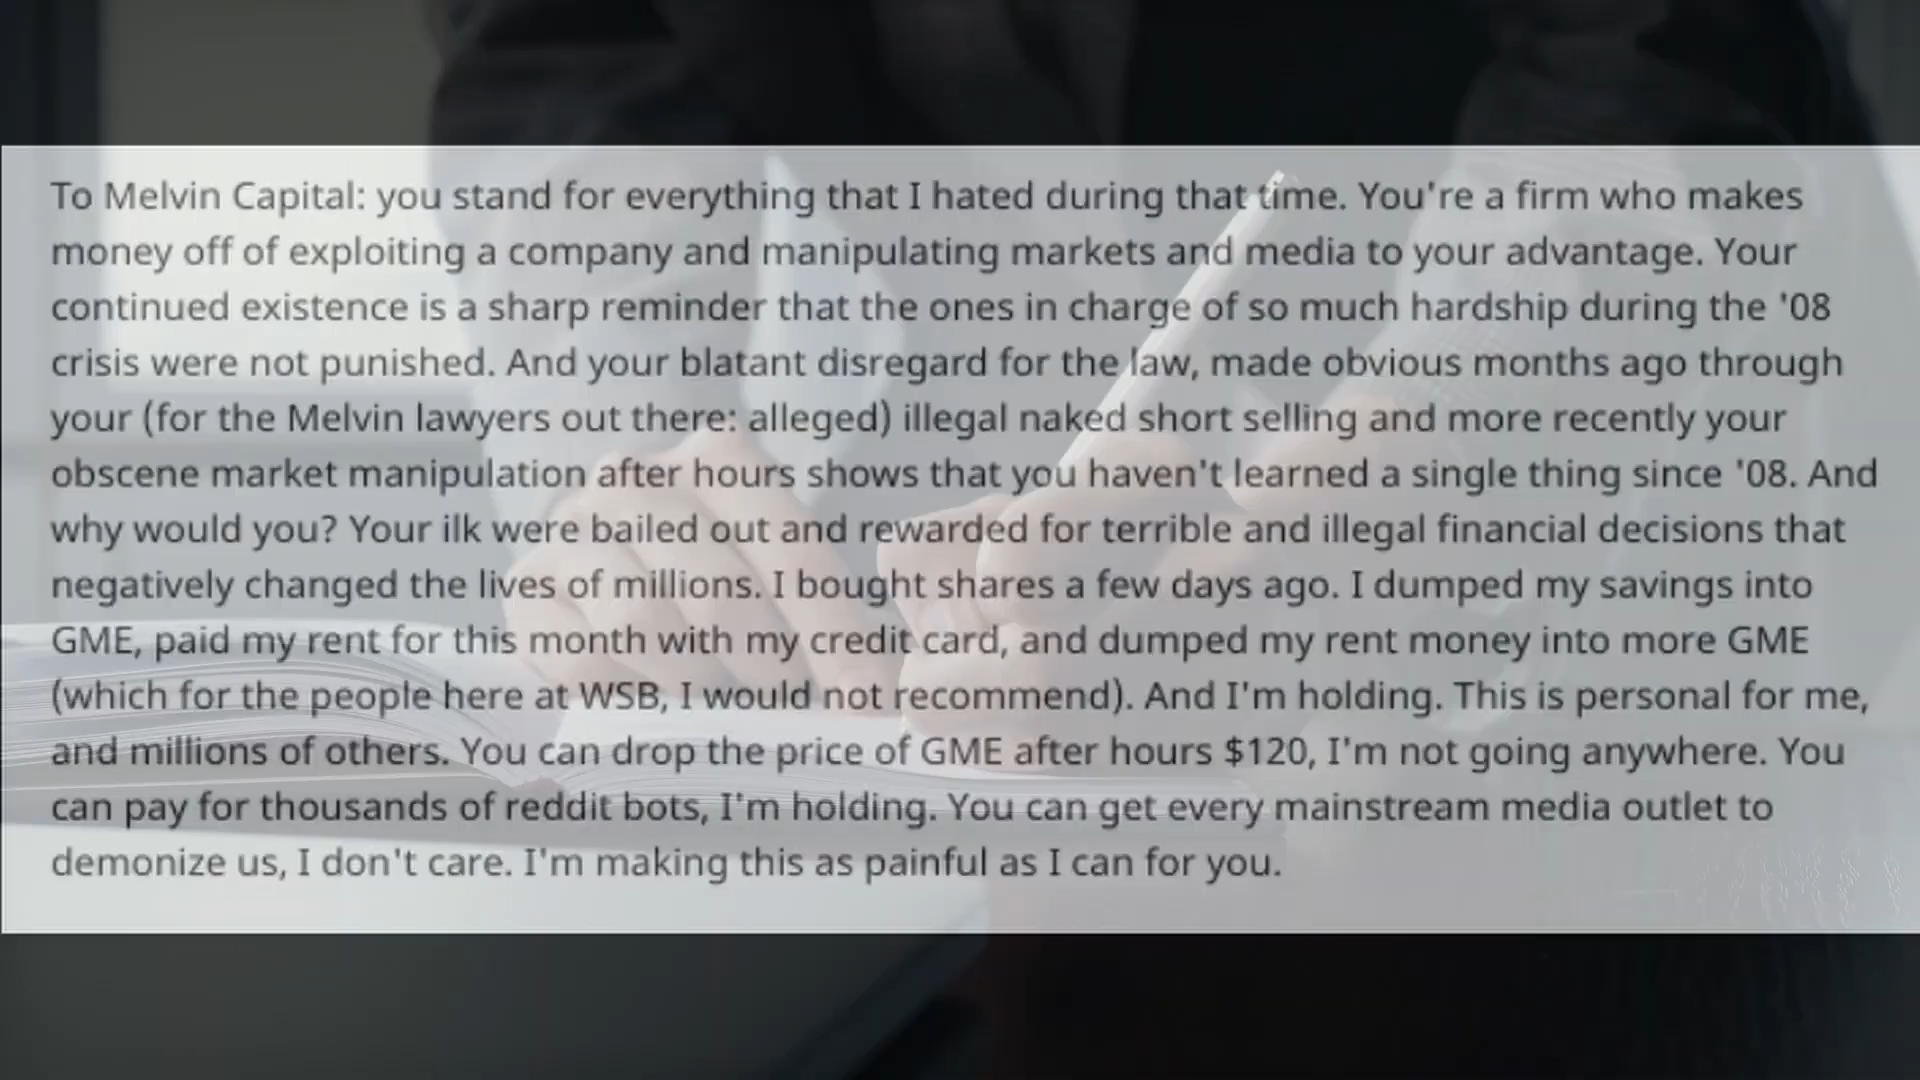 To Melvin Capital: you stand for everything that I hated during that time. You're a firm who makes
money off of exploiting a company and manipulating markets and media to your advantage. Your
continued existence is a sharp reminder that the ones in charge of so much hardship during the '08
crisis were not punished. And your blatant disregard for the law, made obvious months ago through
your (for the Melvin lawyers out there: alleged) illegal naked short selling and more recently your
obscene market manipulation after hours shows that you haven't learned a single thing since '08. And
why would you? Your ilk were bailed out and rewarded for terrible and illegal financial decisions that
negatively changed the lives of millions. I bought shares a few days ago. I dumped my savings into
GME, paid my rent for this month with my credit card, and dumped my rent money into more GME
(which for the people here at WSB, I would not recommend). And I'm holding. This is personal for me,
and millions of others. You can drop the price of GME after hours $120, I'm not going anywhere. You
can pay for thousands of reddit bots, I'm holding. You can get every mainstream media outlet to
demonize us, I don't care. I'm making this as painful as I can for you.